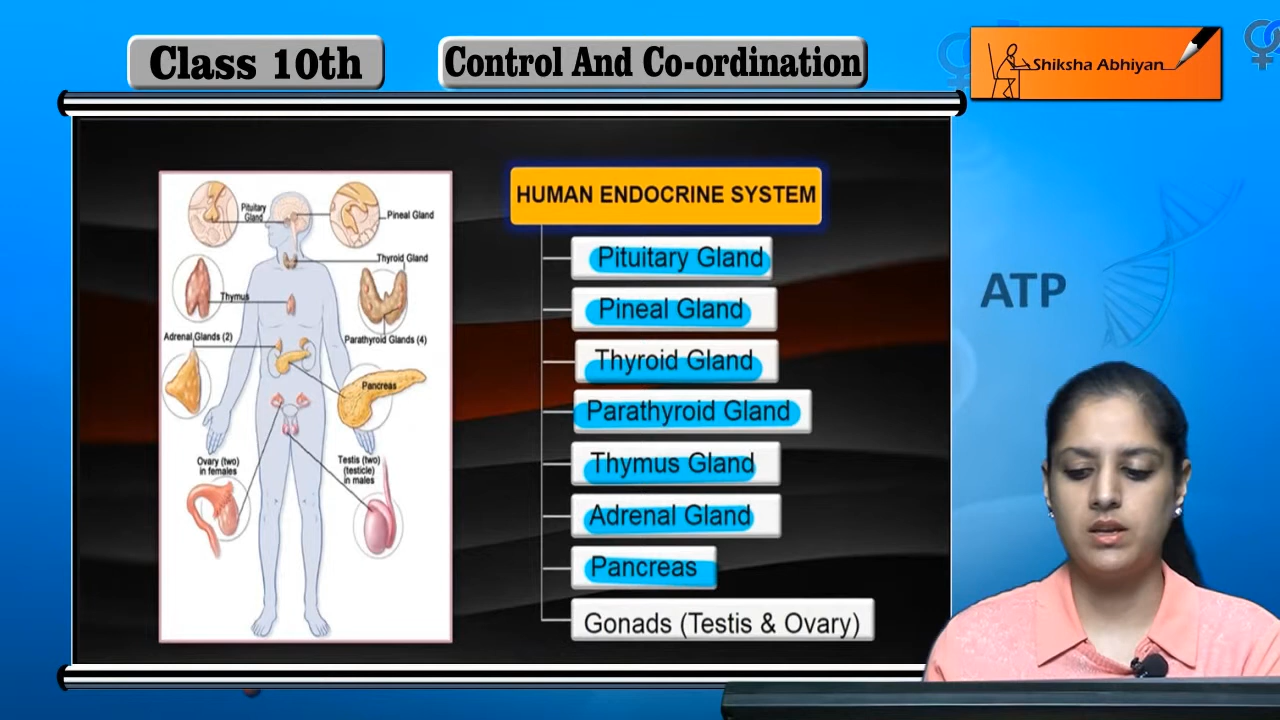 Class 10th
Control And Co-ordination
Shiksha Abhiyan
HUMAN ENDOCRINE SYSTEM
Pituitary Gland
Pineal Gland
Thyroid Gland
Parathyroid Gland
Thymus Gland
Adrenal Gland
Pancreas
Gonads (Testis & Ovary)
Pituitary
Gland
Pineal Gland
Thyroid Gland
Thymus
Adrenal Glands (2)
Parathyroid Glands (4)
Pancreas
Ovary (two)
in females
Testis (two)
(testicle)
in males
ATP